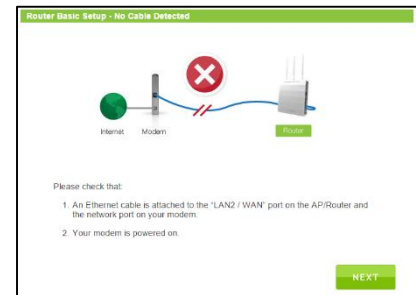 Router Basic Setup - No Cable Detected
Internet
Modem
Router
Please check that:
1. An Ethernet cable is attached to the "LAN2 / WAN" port on the AP/Router and
the network port on your modem.
2. Your modem is powered on.
NEXT